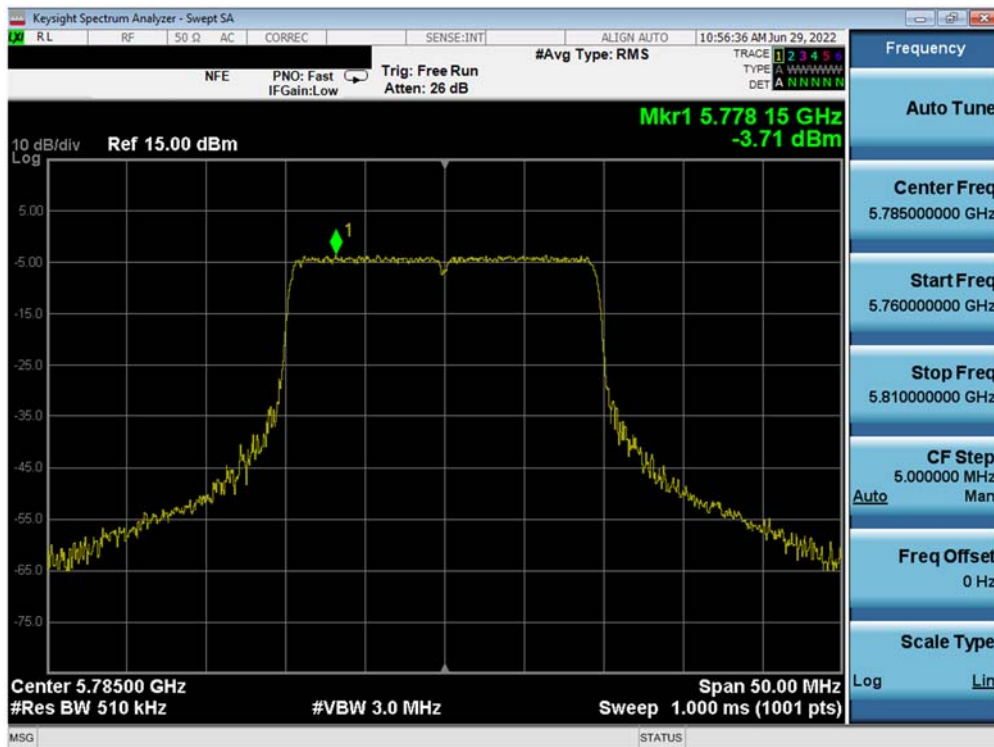 Keysight Spectrum Analyzer - Swept SA
LXI RL RF 50 Ω AC CORREC SENSE:INT ALIGN AUTO 10:56:36 AM Jun 29, 2022
NFE PNO: Fast Trig: Free Run #Avg Type: RMS TRACE 1 2 3 4 5 6
IFGain:Low Atten: 26 dB TYPE A WWWWW
DET A N N N N N
Mkr1 5.778 15 GHz
-3.71 dBm
10 dB/div Ref 15.00 dBm
Log
1
5.00
-5.00
-15.0
-25.0
-35.0
-45.0
-55.0
-65.0
-75.0
Center 5.78500 GHz Span 50.00 MHz
#Res BW 510 kHz #VBW 3.0 MHz Sweep 1.000 ms (1001 pts)
MSG STATUS
Frequency
Auto Tune
Center Freq
5.785000000 GHz
Start Freq
5.760000000 GHz
Stop Freq
5.810000000 GHz
CF Step
5.000000 MHz
Auto Man
Freq Offset
0 Hz
Scale Type
Log Lin